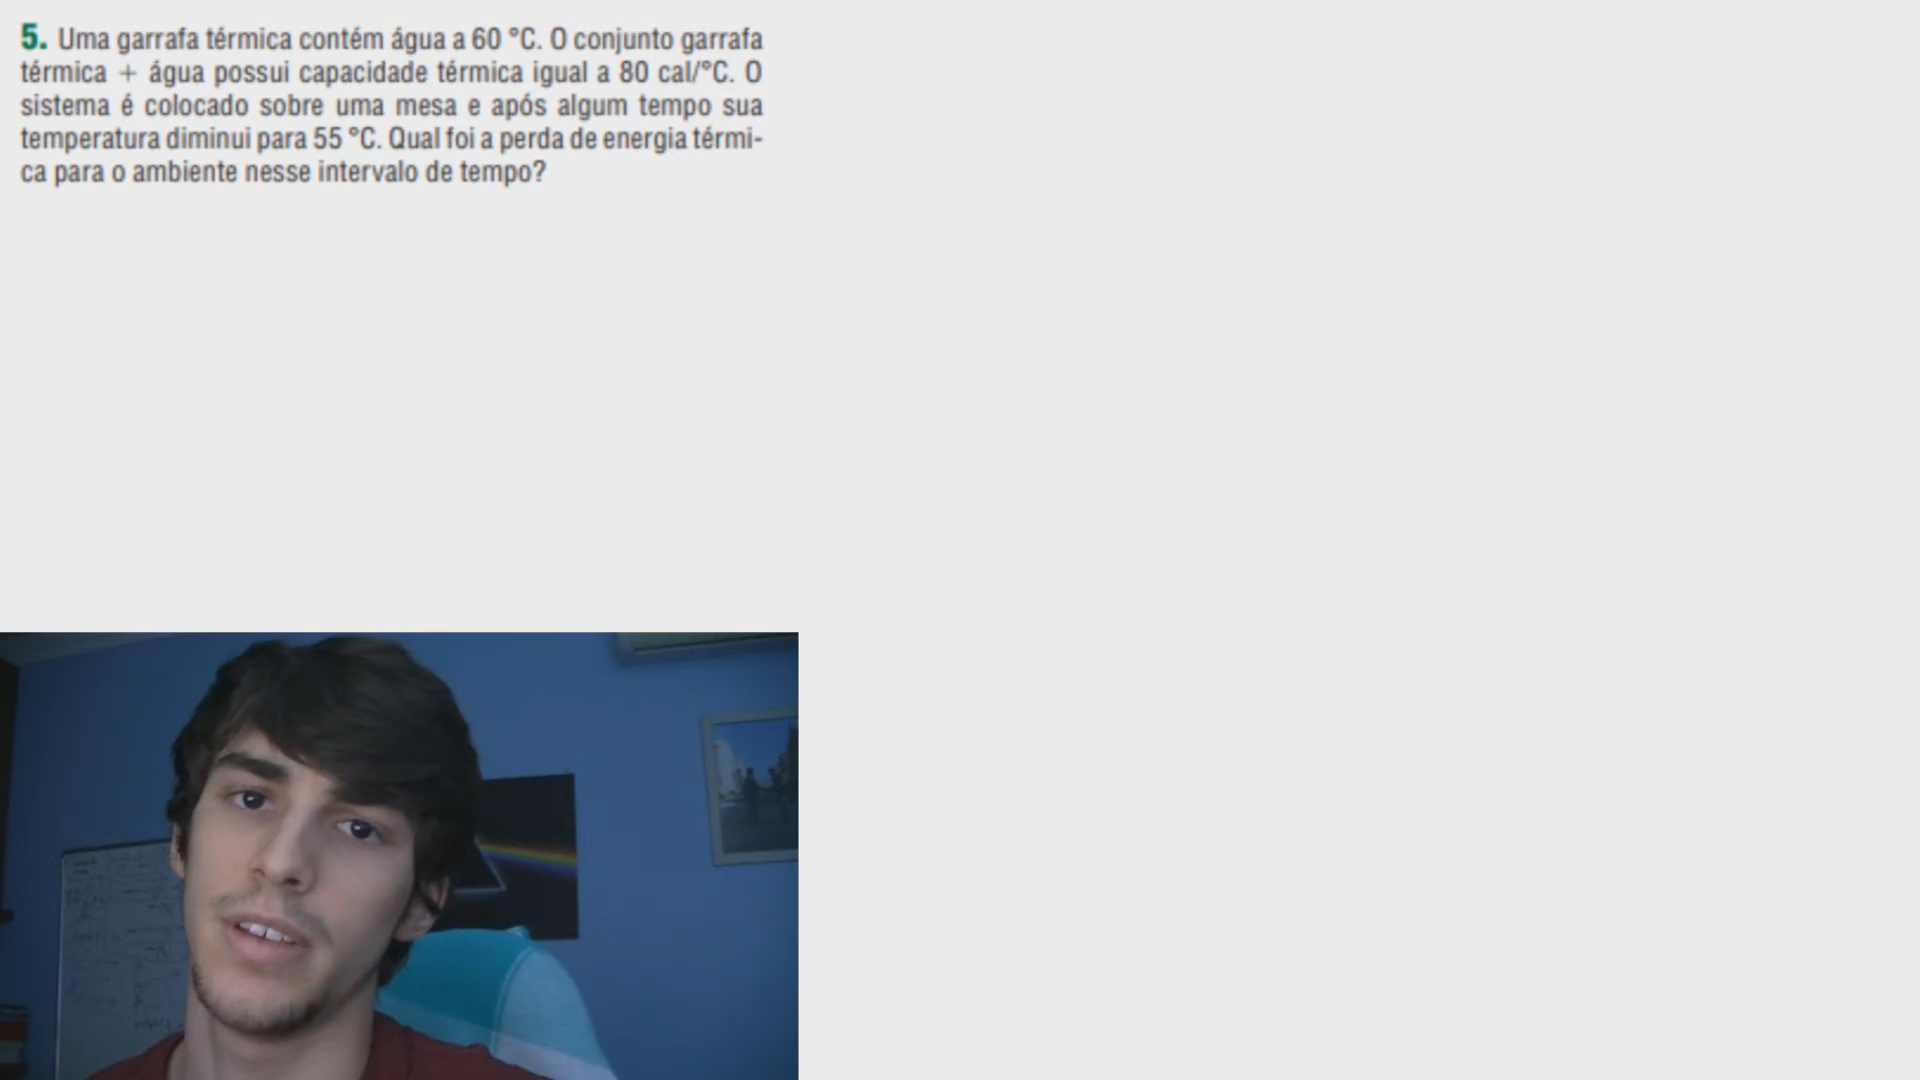 5. Uma garrafa térmica contém água a 60 °C. O conjunto garrafa
térmica + água possui capacidade térmica igual a 80 cal/°C. O
sistema é colocado sobre uma mesa e após algum tempo sua
temperatura diminui para 55 °C. Qual foi a perda de energia térmi-
ca para o ambiente nesse intervalo de tempo?